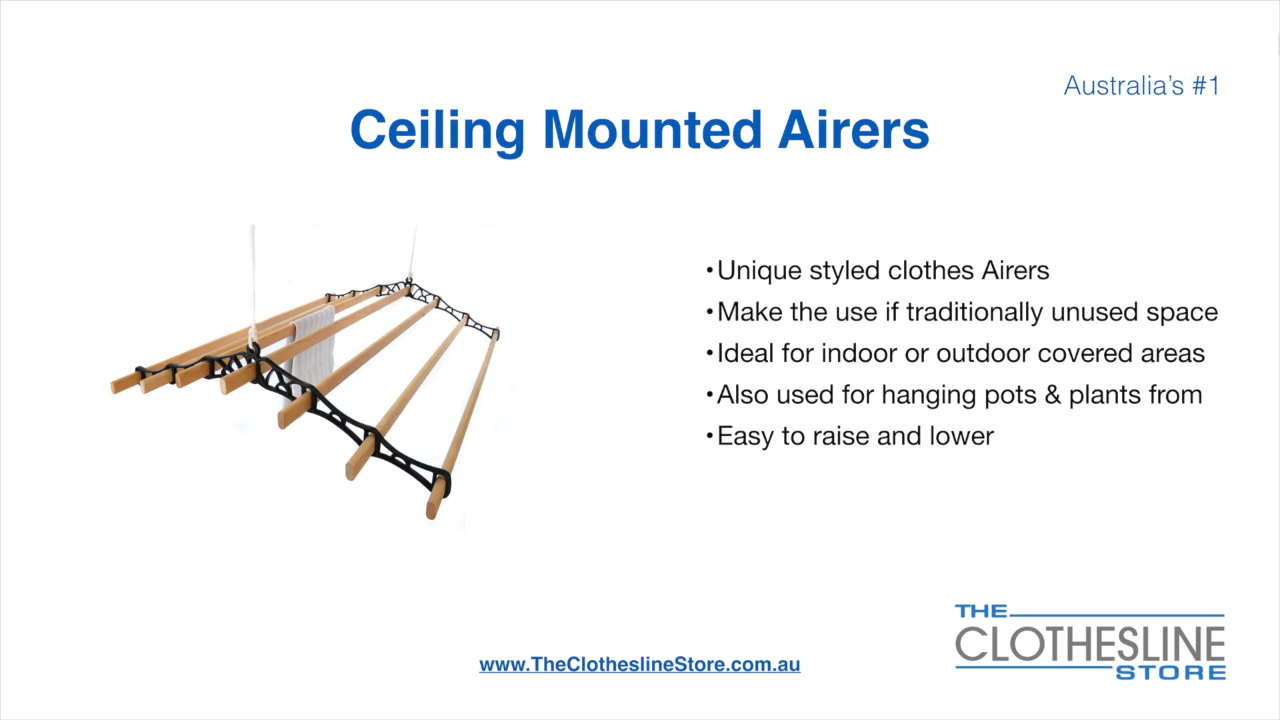 Australia's #1
Ceiling Mounted Airers
•Unique styled clothes Airers
•Make the use if traditionally unused space
•Ideal for indoor or outdoor covered areas
•Also used for hanging pots & plants from
•Easy to raise and lower
THE
CLOTHESLINE
STORE
www.TheClotheslineStore.com.au